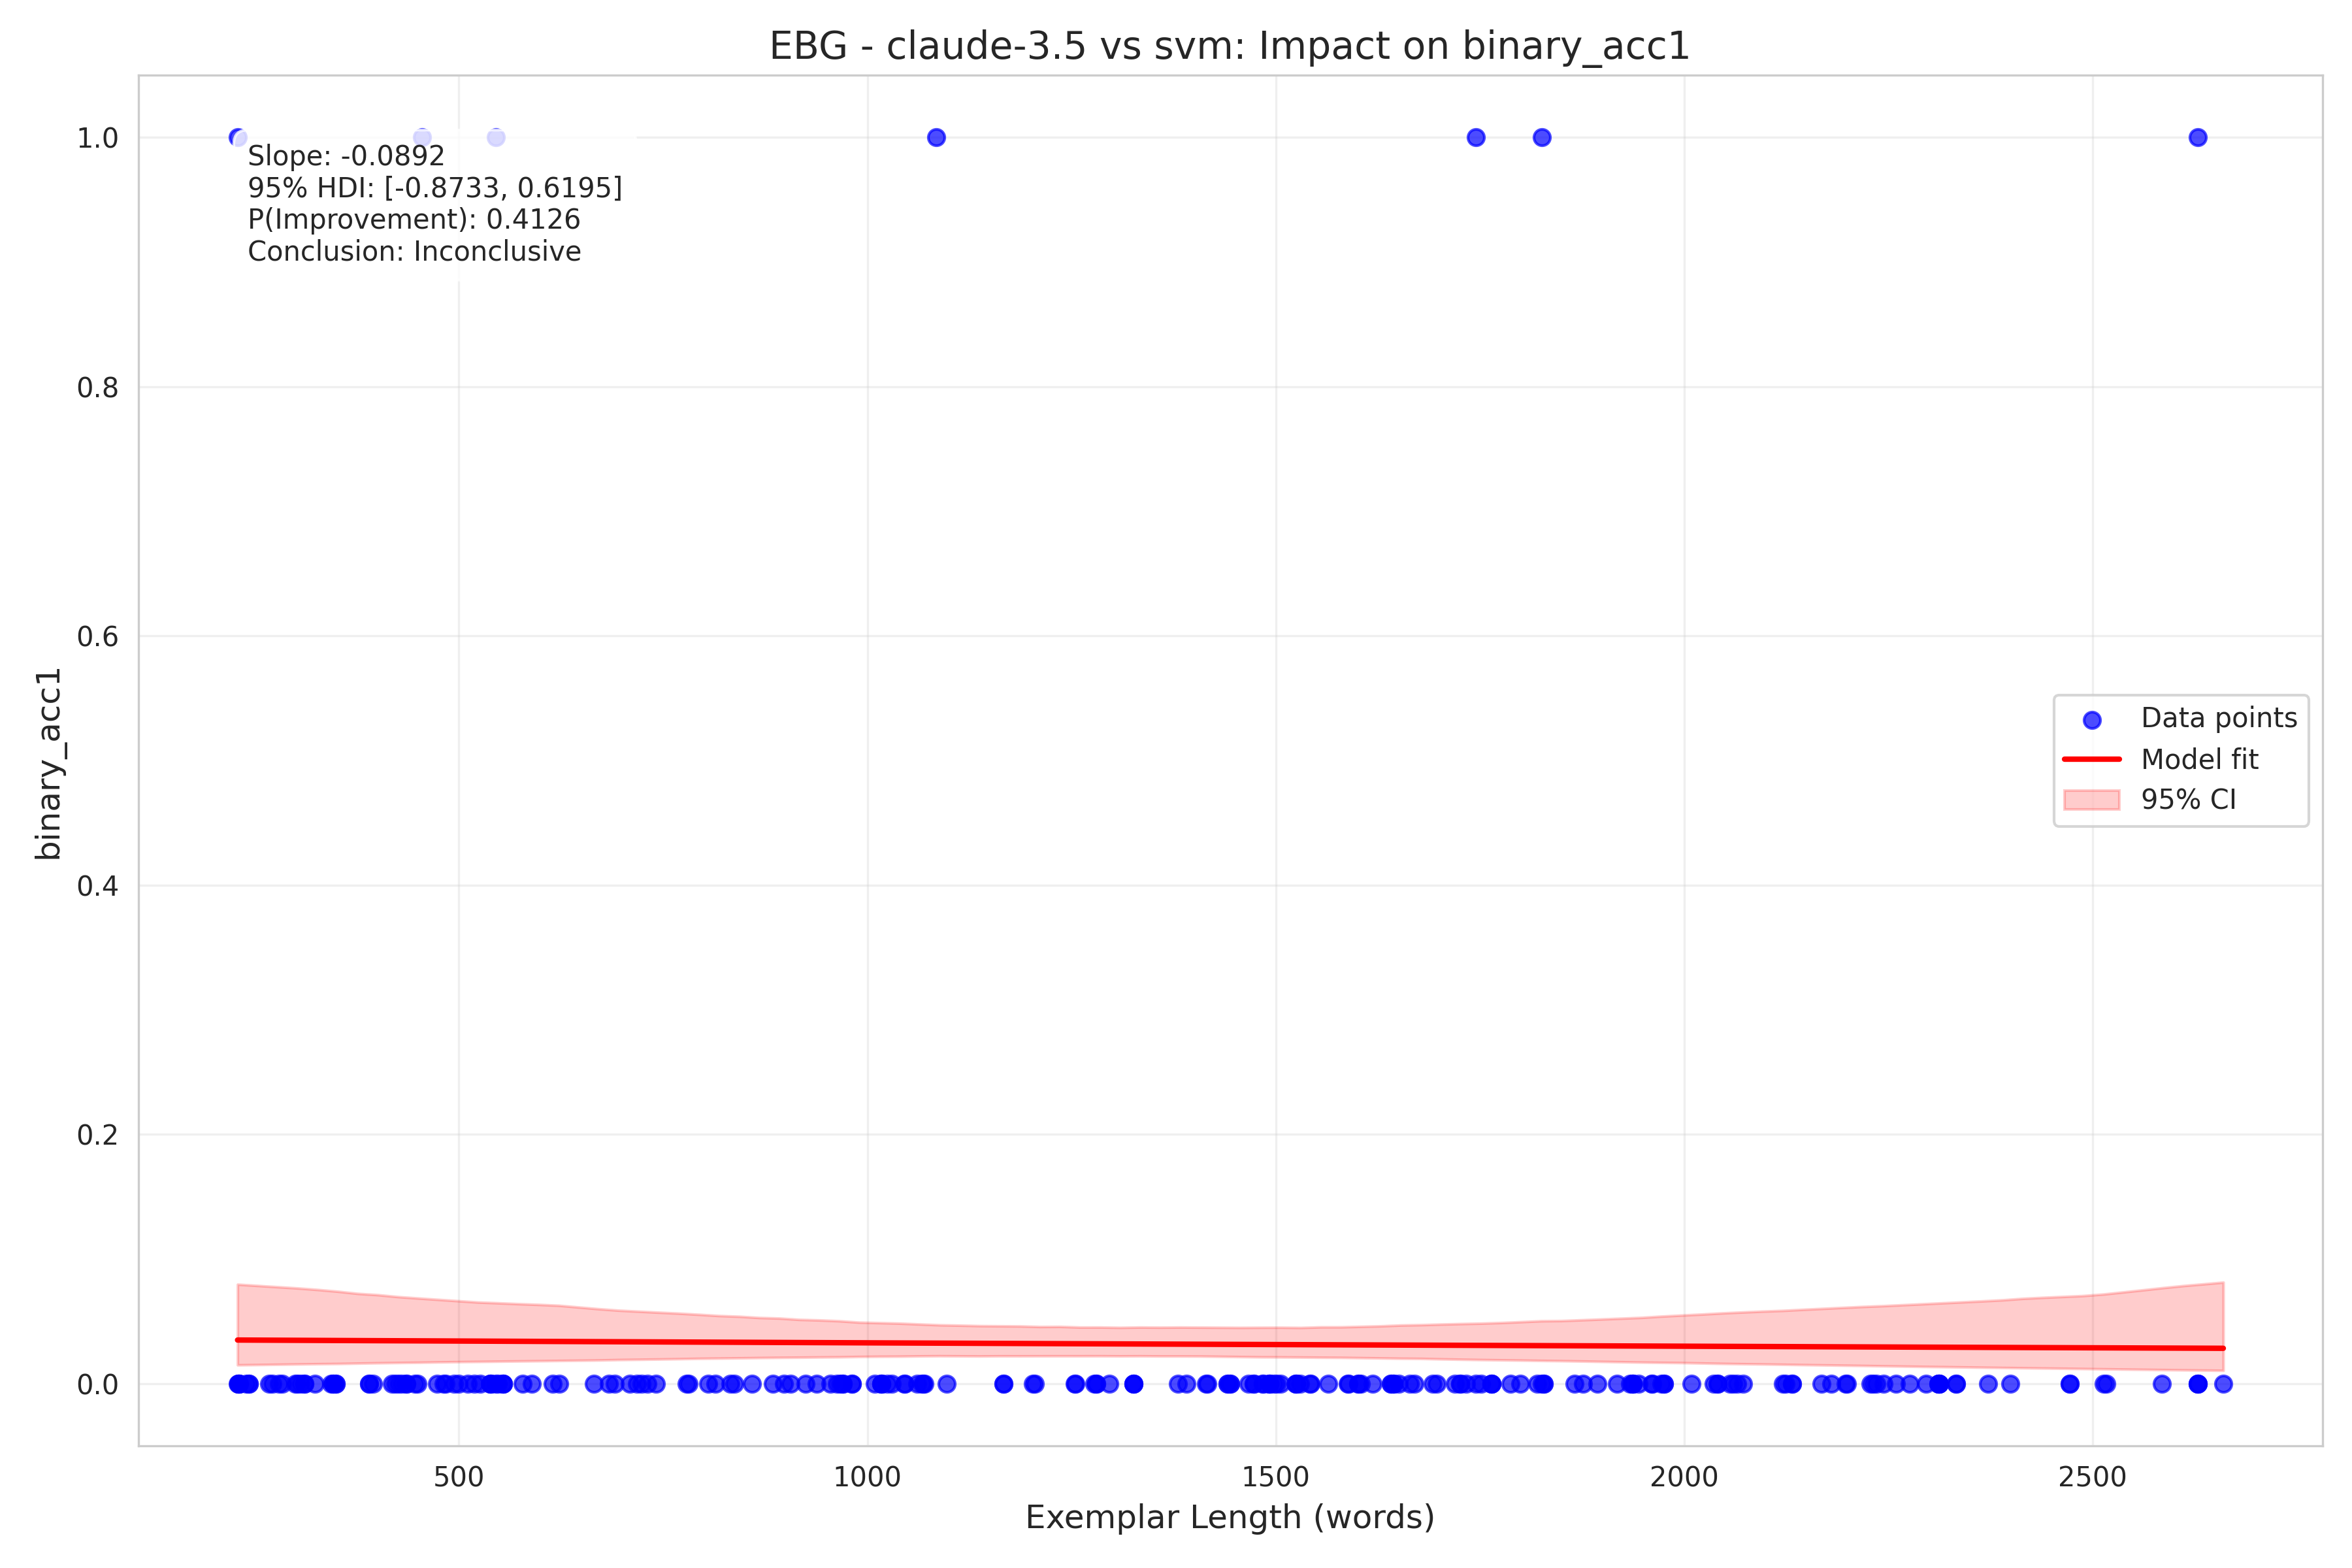 EBG - claude-3.5 vs svm: Impact on binary_acc1
1.0
0.8
0.6
0.4
0.2
0.0
binary_acc1
Slope: -0.0892
95% HDI: [-0.8733, 0.6195]
P(Improvement): 0.4126
Conclusion: Inconclusive
Data points
Model fit
95% CI
500 1000 1500 2000 2500
Exemplar Length (words)